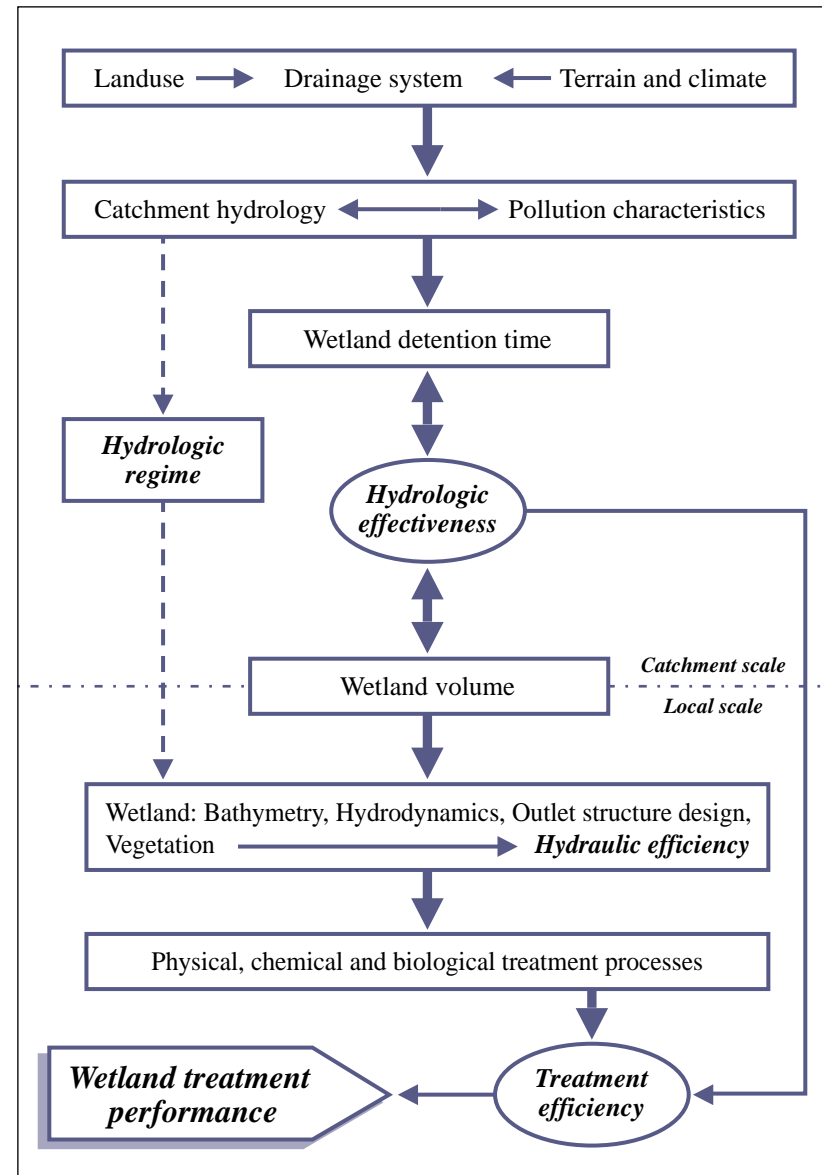 Landuse Drainage system Terrain and climate
Catchment hydrology Pollution characteristics
Wetland detention time
Hydrologic
regime
Hydrologic
effectiveness
Catchment scale
Wetland volume
Local scale
Wetland: Bathymetry, Hydrodynamics, Outlet structure design,
Vegetation Hydraulic efficiency
Physical, chemical and biological treatment processes
Wetland treatment
performance
Treatment
efficiency